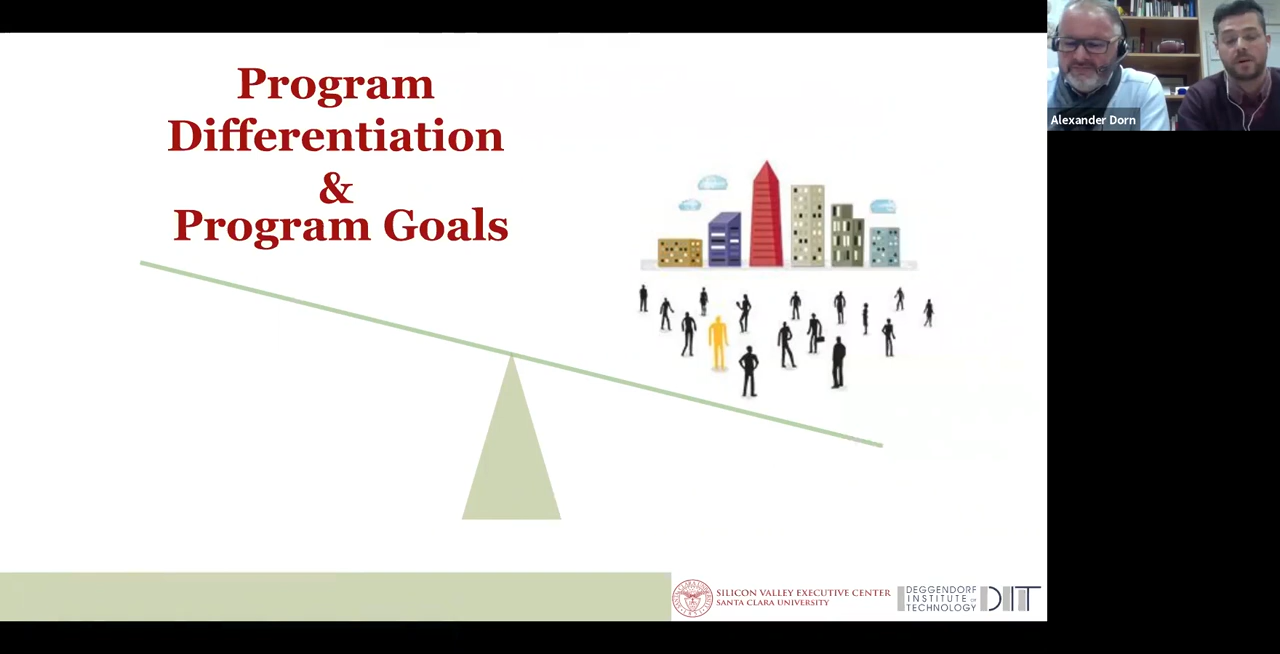 Program
Differentiation
&
Program Goals
Alexander Dorn
SILICON VALLEY EXECUTIVE CENTER
SANTA CLARA UNIVERSITY
DEGGENDORF
INSTITUTE OF
TECHNOLOGY
DIT